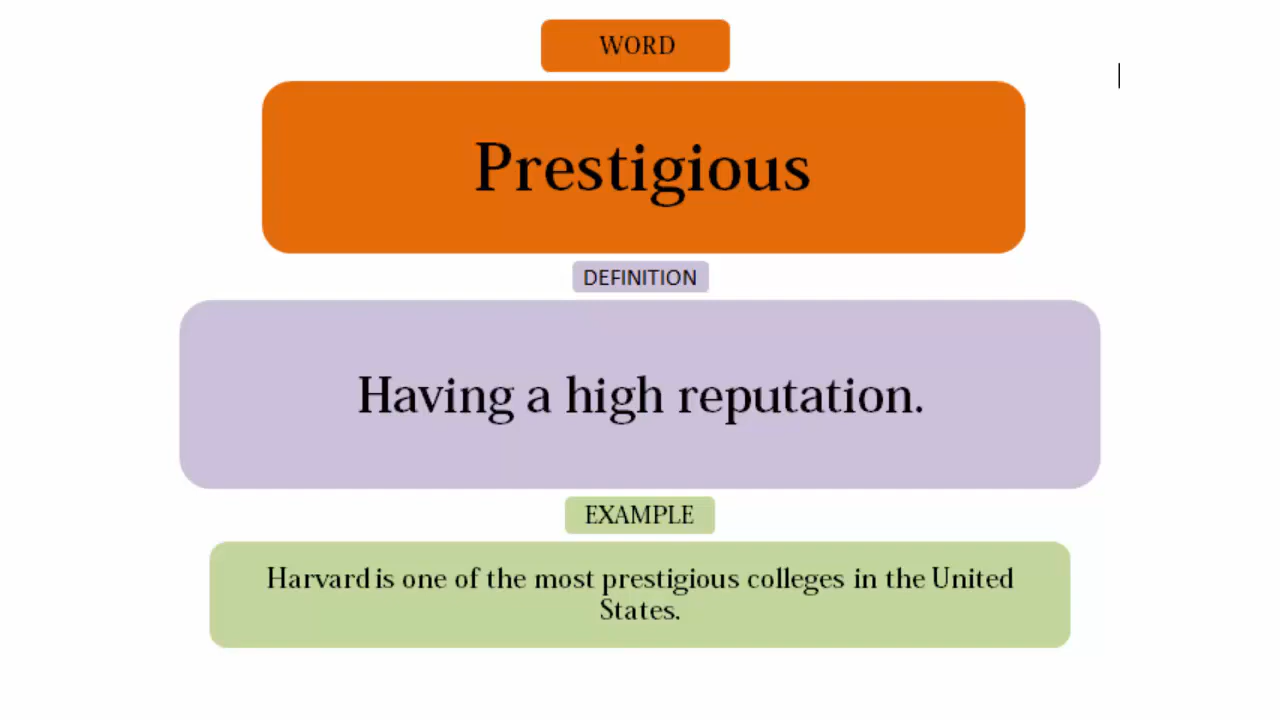 WORD
Prestigious
DEFINITION
Having a high reputation.
EXAMPLE
Harvard is one of the most prestigious colleges in the United
States.